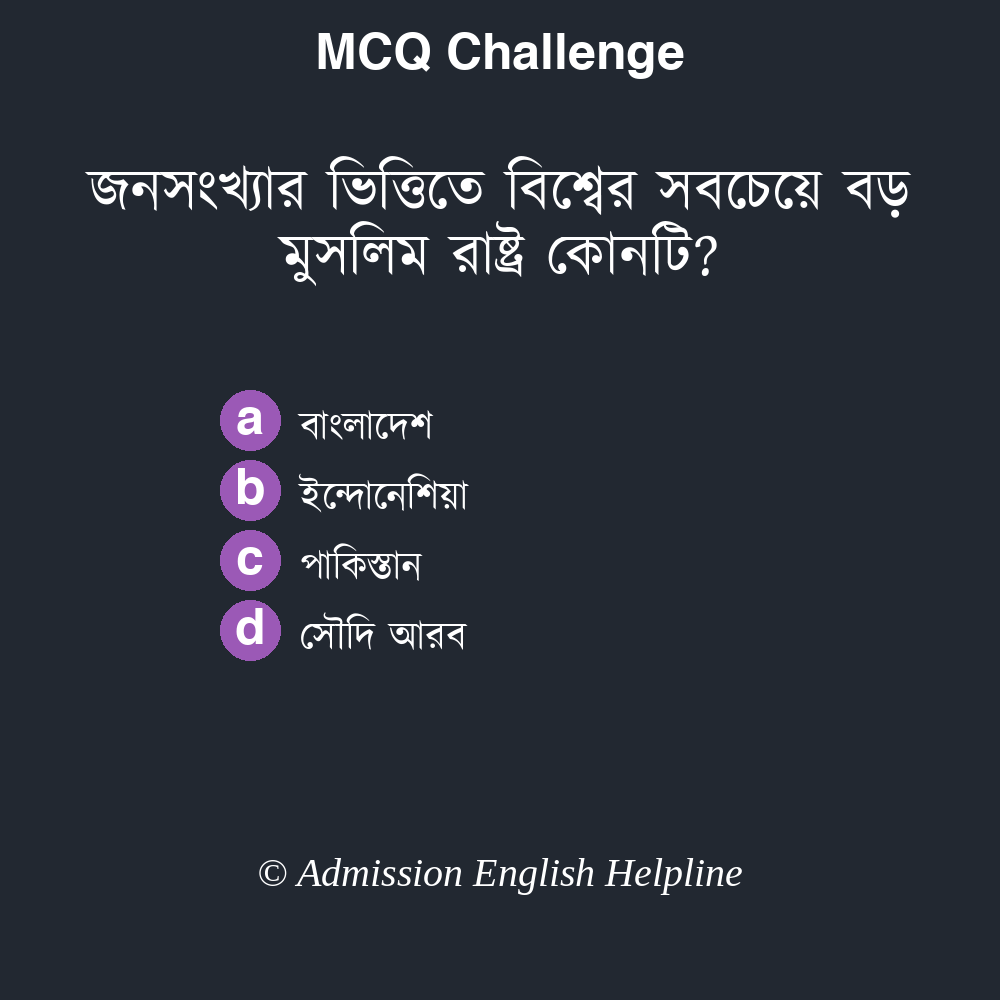 MCQ Challenge
জনসংখ্যার ভিত্তিতে বিশ্বের সবচেয়ে বড়
মুসলিম রাষ্ট্র কোনটি?
a বাংলাদেশ
b ইন্দোনেশিয়া
c পাকিস্তান
d সৌদি আরব
© Admission English Helpline